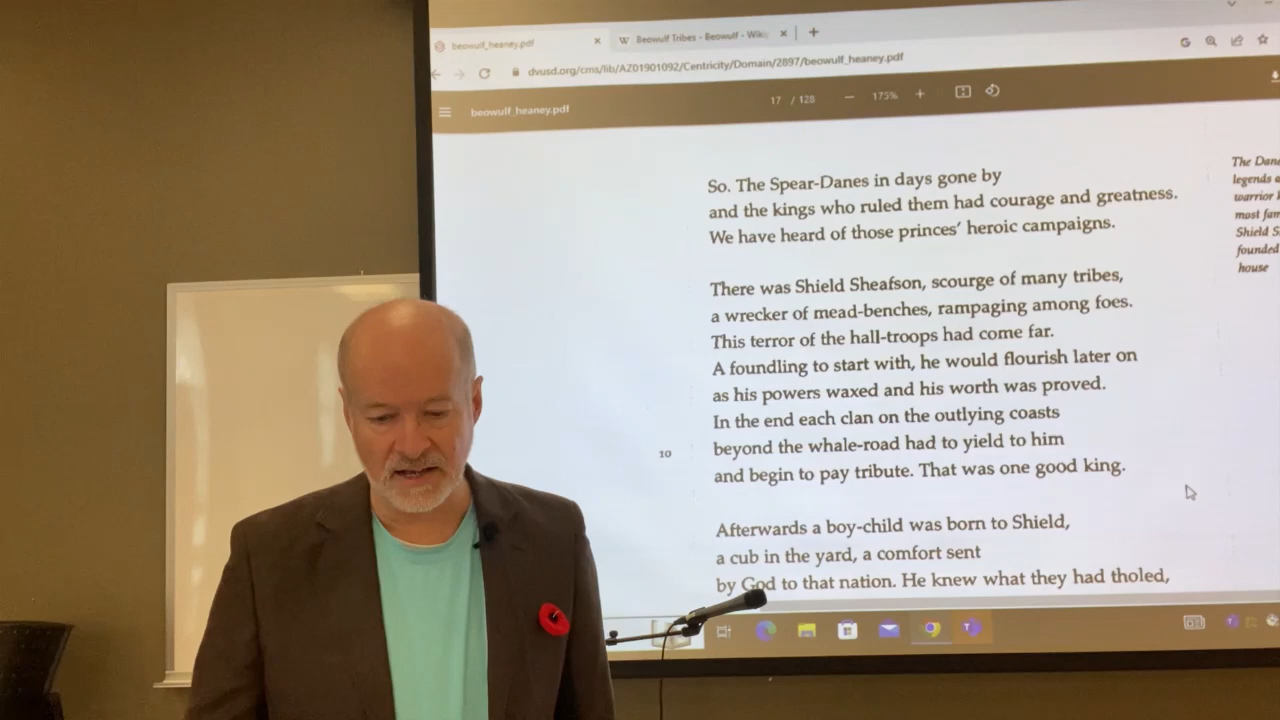 beowulf_heaney.pdf
W Beowulf Tribes - Beowulf - Wiki
dvusd.org/cms/lib/AZ01901092/Centricity/Domain/2897/beowulf_heaney.pdf
G
beowulf_heaney.pdf
17 / 128
175%
So. The Spear-Danes in days gone by
and the kings who ruled them had courage and greatness.
We have heard of those princes' heroic campaigns.
There was Shield Sheafson, scourge of many tribes,
a wrecker of mead-benches, rampaging among foes.
This terror of the hall-troops had come far.
A foundling to start with, he would flourish later on
as his powers waxed and his worth was proved.
In the end each clan on the outlying coasts
10 beyond the whale-road had to yield to him
and begin to pay tribute. That was one good king.
Afterwards a boy-child was born to Shield,
a cub in the yard, a comfort sent
by God to that nation. He knew what they had tholed,
The Dan
legends
warrior
most
Shield S
founded
house